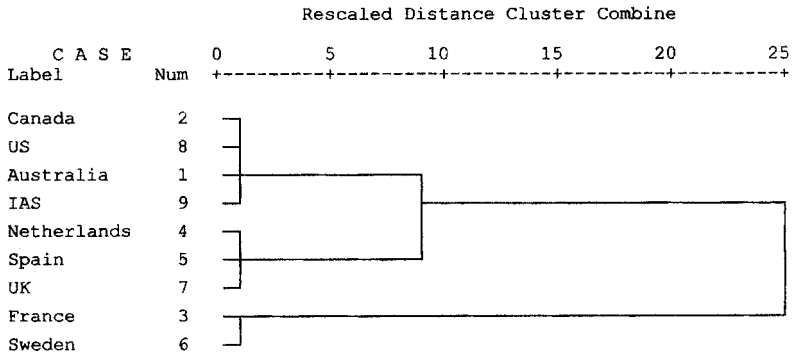 Rescaled Distance Cluster Combine
C A S E 0 5 10 15 20 25
Label Num +---------+---------+---------+---------+---------+
Canada 2
US 8
Australia 1
IAS 9
Netherlands 4
Spain 5
UK 7
France 3
Sweden 6